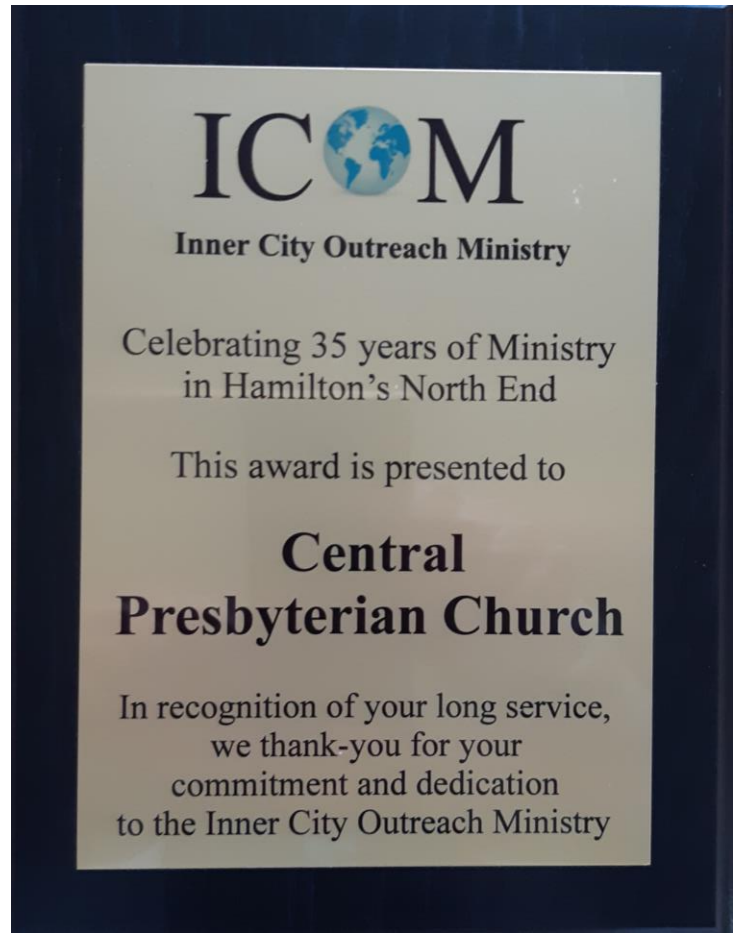 ICOM
Inner City Outreach Ministry
Celebrating 35 years of Ministry
in Hamilton’s North End
This award is presented to
Central
Presbyterian Church
In recognition of your long service,
we thank-you for your
commitment and dedication
to the Inner City Outreach Ministry